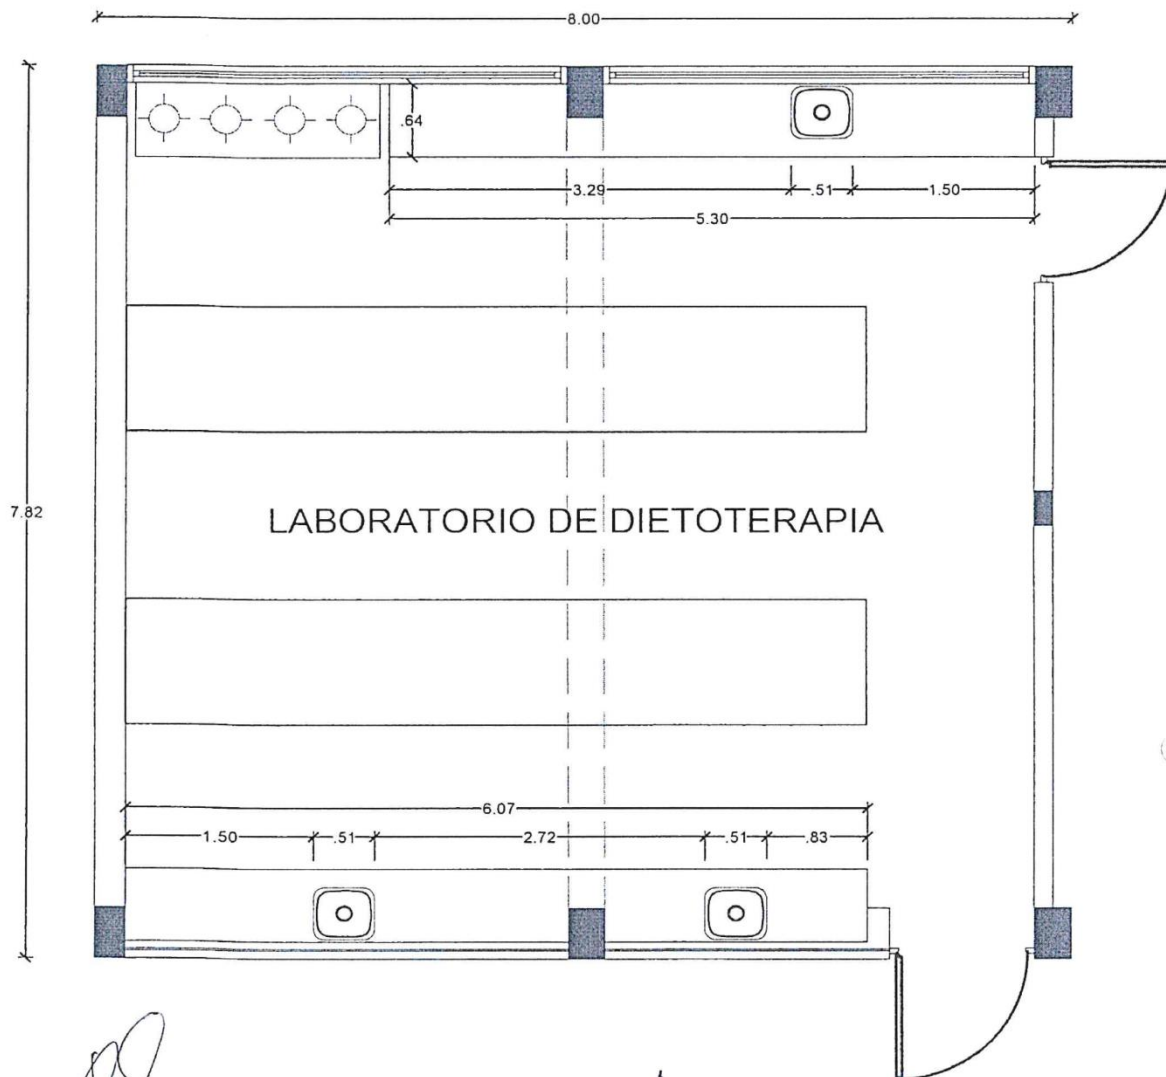 8.00
.64
3.29 .51 1.50
5.30
7.82
LABORATORIO DE DIETOTERAPIA
6.07
1.50 .51 2.72 .51 .83